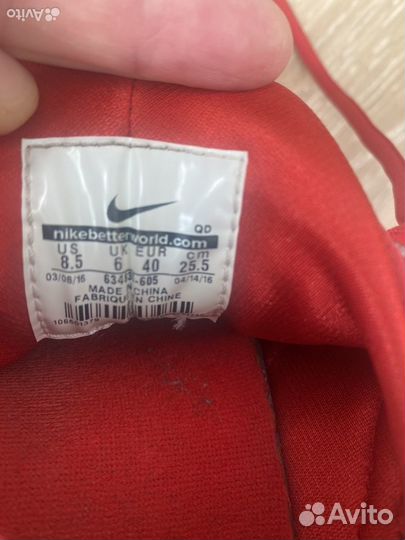 Avito
QD
nikebetterworld.com
US UK EUR cm
8.5 6 40 25.5
03/08/16 04/14/16
MADE IN CHINA
FABRIQUE EN CHINE
Avito